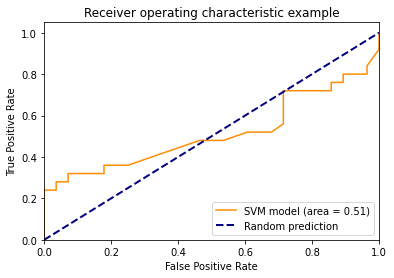 Receiver operating characteristic example
True Positive Rate
1.0
0.8
0.6
0.4
0.2
0.0
SVM model (area = 0.51)
Random prediction
0.0 0.2 0.4 0.6 0.8 1.0
False Positive Rate